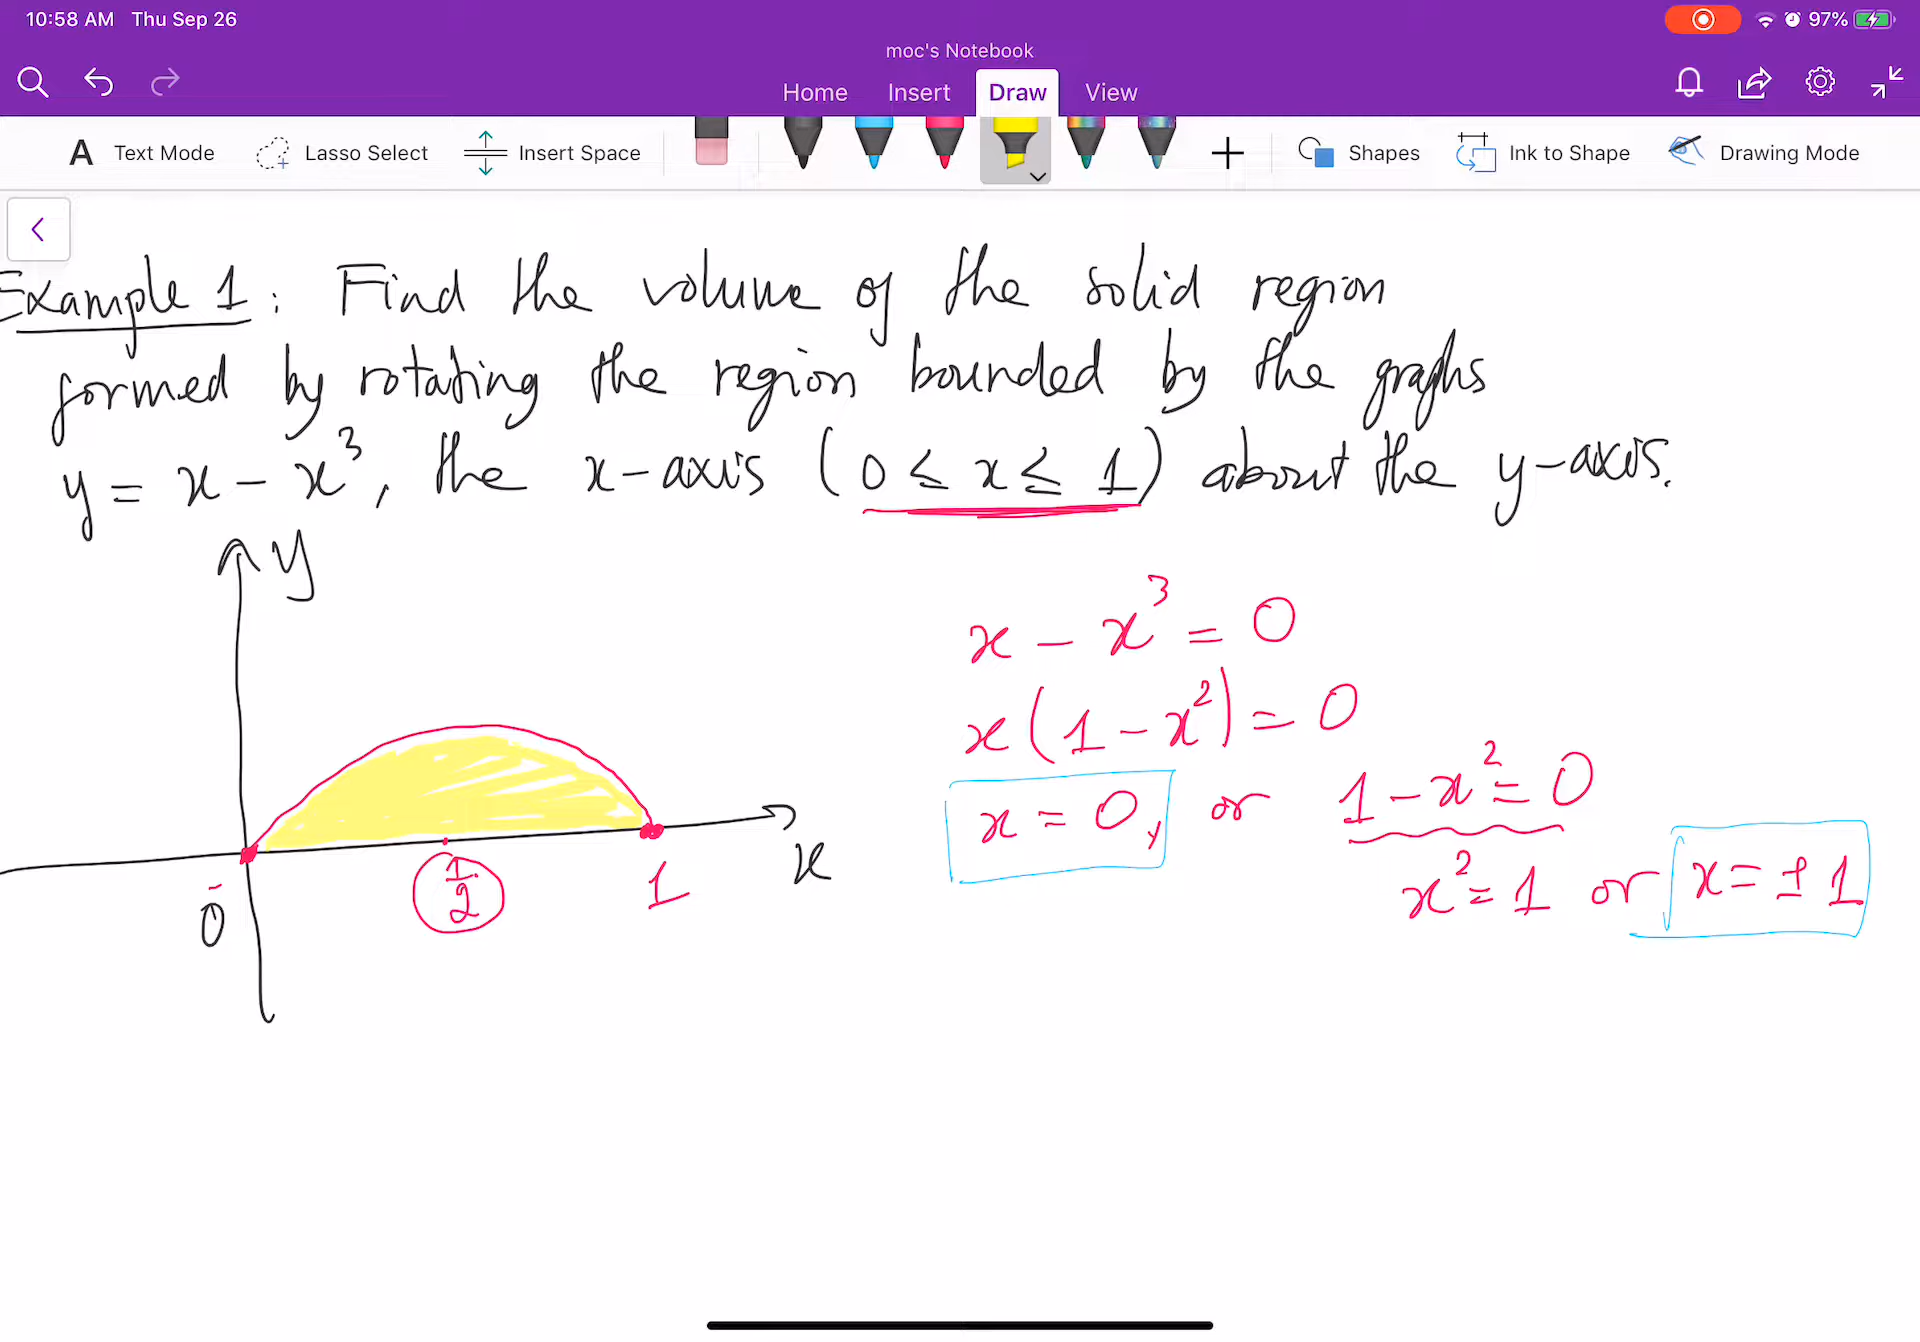 10:58 AM Thu Sep 26
97%
moc's Notebook
Home Insert Draw View
A Text Mode Lasso Select Insert Space Shapes Ink to Shape Drawing Mode
Example 1: Find the volume of the solid region
formed by rotating the region bounded by the graphs
y = x - x³, the x-axis (0 ≤ x ≤ 1) about the y-axis.
y
x - x³ = 0
x(1 - x²) = 0
x = 0, or 1 - x² = 0
x² = 1 or x = ± 1
0 1/2 1 x